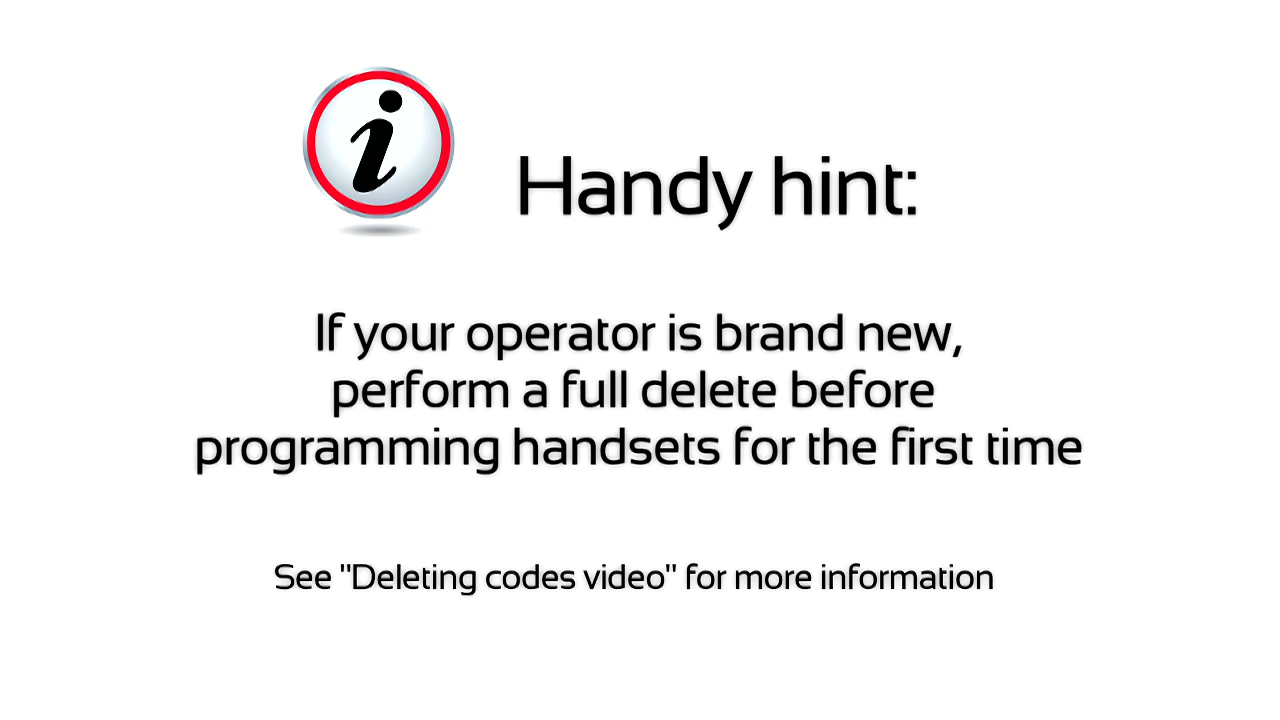 i
Handy hint:
If your operator is brand new,
perform a full delete before
programming handsets for the first time
See "Deleting codes video" for more information